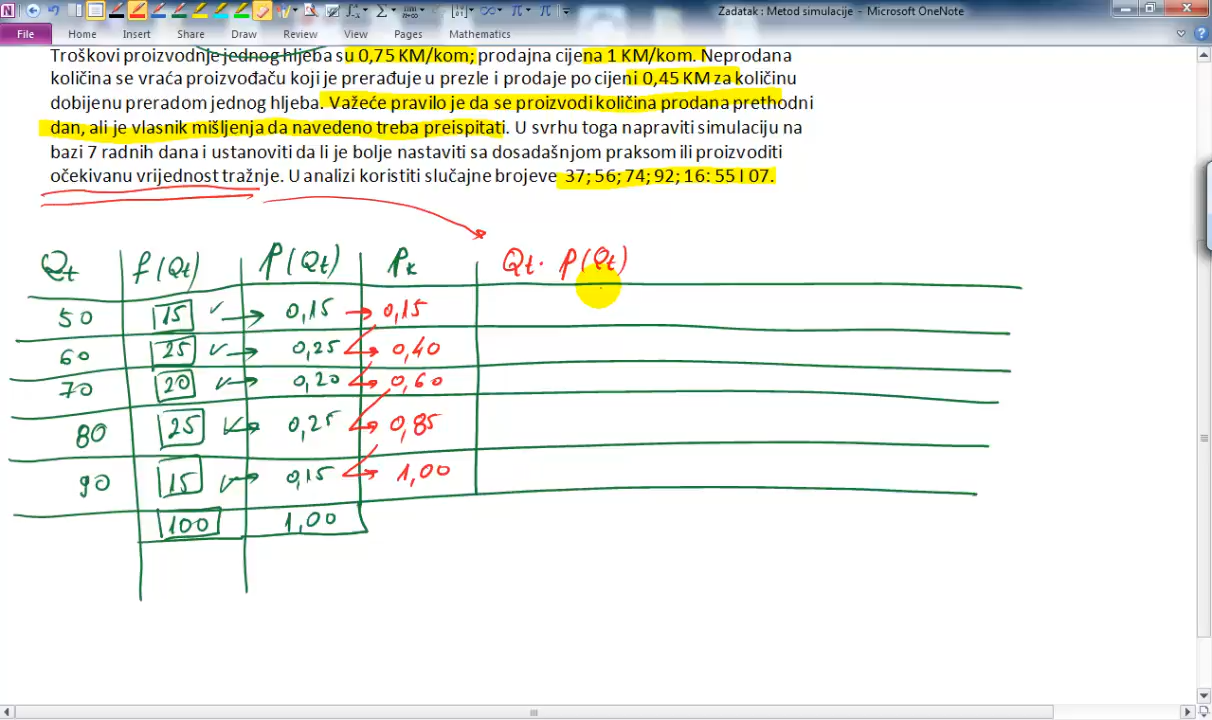 Zadatak : Metod simulacije - Microsoft OneNote
File Home Insert Share Draw Review View Pages Mathematics
Troškovi proizvodnje jednog hljeba su 0,75 KM/kom; prodajna cijena 1 KM/kom. Neprodana
količina se vraća proizvođaču koji je prerađuje u prezle i prodaje po cijeni 0,45 KM za količinu
dobijenu preradom jednog hljeba. Važeće pravilo je da se proizvodi količina prodana prethodni
dan, ali je vlasnik mišljenja da navedeno treba preispitati. U svrhu toga napraviti simulaciju na
bazi 7 radnih dana i ustanoviti da li je bolje nastaviti sa dosadašnjom praksom ili proizvoditi
očekivanu vrijednost tražnje. U analizi koristiti slučajne brojeve 37; 56; 74; 92; 16: 55 I 07.
Qt f(Qt) p(Qt) Pk Qt · p(Qt)
50 15 0,15 0,15
60 25 0,25 0,40
70 20 0,20 0,60
80 25 0,25 0,85
90 15 0,15 1,00
100 1,00